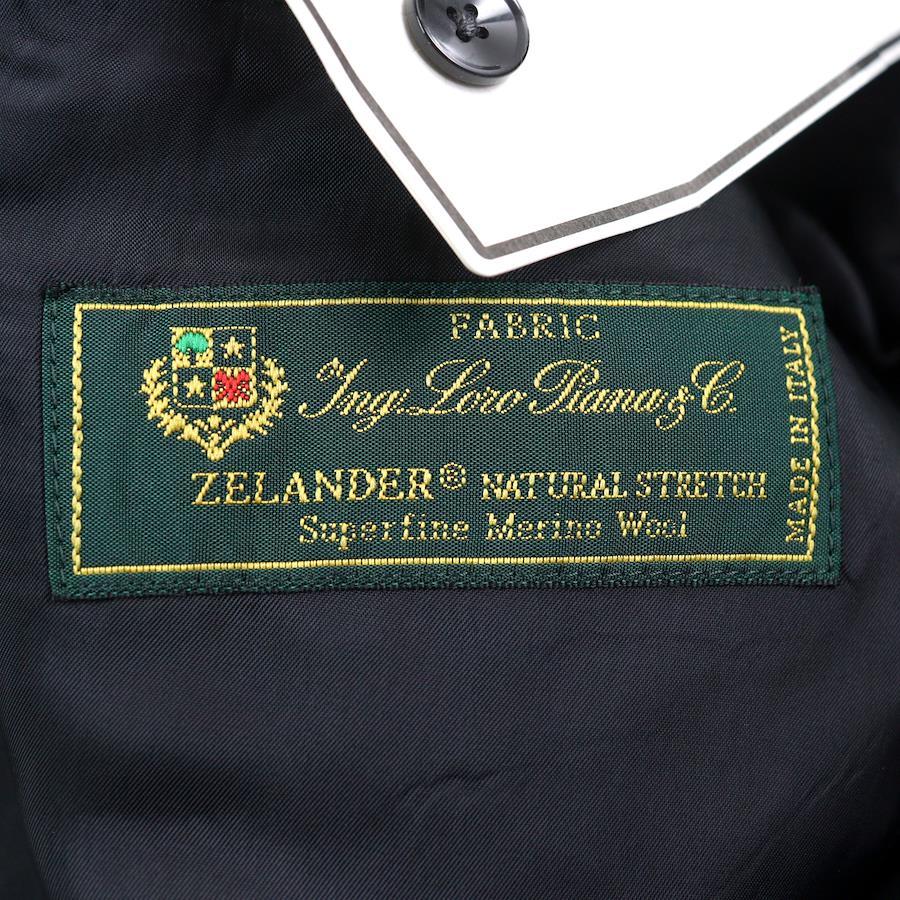 FABRIC
Ing. Loro Piana & C.
ZELANDER® NATURAL STRETCH
Superfine Merino Wool
MADE IN ITALY